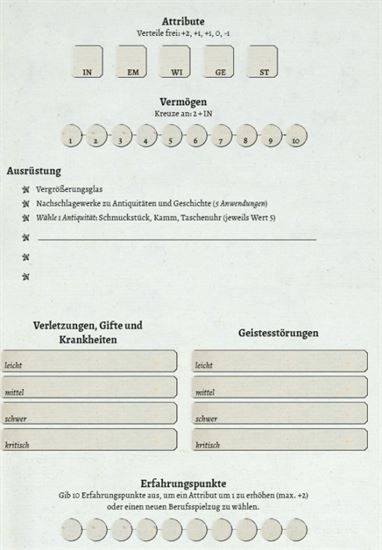 Attribute
Verteile frei: +2, +1, +1, 0, -1
IN EM WI GE ST
Vermögen
Kreuze an: 2 + IN
1 2 3 4 5 6 7 8 9 10
Ausrüstung
Vergrößerungsglas
Nachschlagewerke zu Antiquitäten und Geschichte (5 Anwendungen)
Wähle 1 Antiquität: Schmuckstück, Kamm, Taschenuhr (jeweils Wert 5)
Verletzungen, Gifte und
Krankheiten
leicht
mittel
schwer
kritisch
Geistesstörungen
leicht
mittel
schwer
kritisch
Erfahrungspunkte
Gib 10 Erfahrungspunkte aus, um ein Attribut um 1 zu erhöhen (max. +2)
oder einen neuen Berufsspielzug zu wählen.